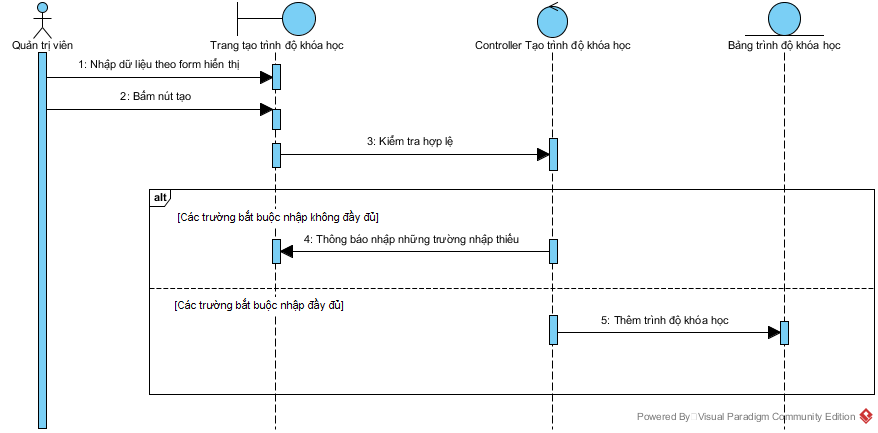 Quản trị viên
Trang tạo trình độ khóa học
Controller Tạo trình độ khóa học
Bảng trình độ khóa học
1: Nhập dữ liệu theo form hiển thị
2: Bấm nút tạo
3: Kiểm tra hợp lệ
alt
[Các trường bắt buộc nhập không đầy đủ]
4: Thông báo nhập những trường nhập thiếu
[Các trường bắt buộc nhập đầy đủ]
5: Thêm trình độ khóa học
Powered By Visual Paradigm Community Edition